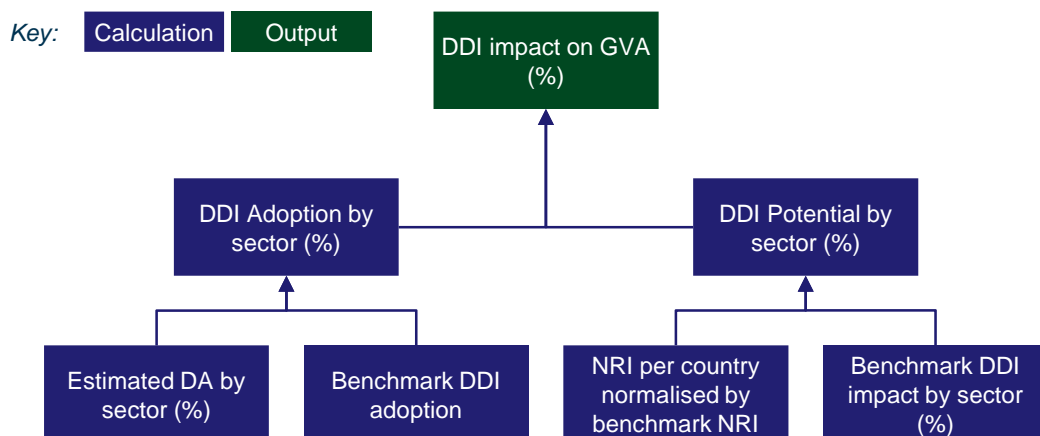 Key: Calculation Output
DDI impact on GVA
(%)
DDI Adoption by
sector (%)
DDI Potential by
sector (%)
Estimated DA by
sector (%)
Benchmark DDI
adoption
NRI per country
normalised by
benchmark NRI
Benchmark DDI
impact by sector
(%)